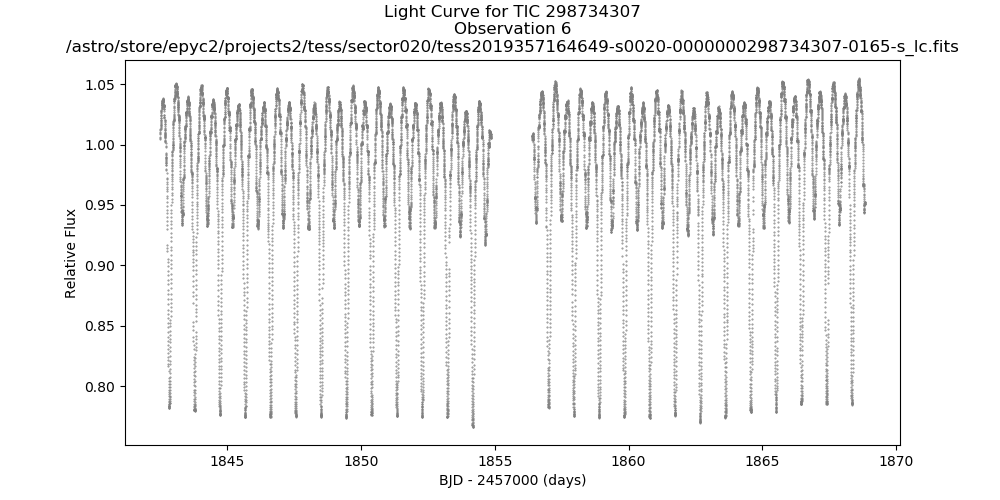 Light Curve for TIC 298734307
Observation 6
/astro/store/epyc2/projects2/tess/sector020/tess2019357164649-s0020-0000000298734307-0165-s_lc.fits
1.05
1.00
0.95
0.90
0.85
0.80
Relative Flux
1845
1850
1855
1860
1865
1870
BJD - 2457000 (days)